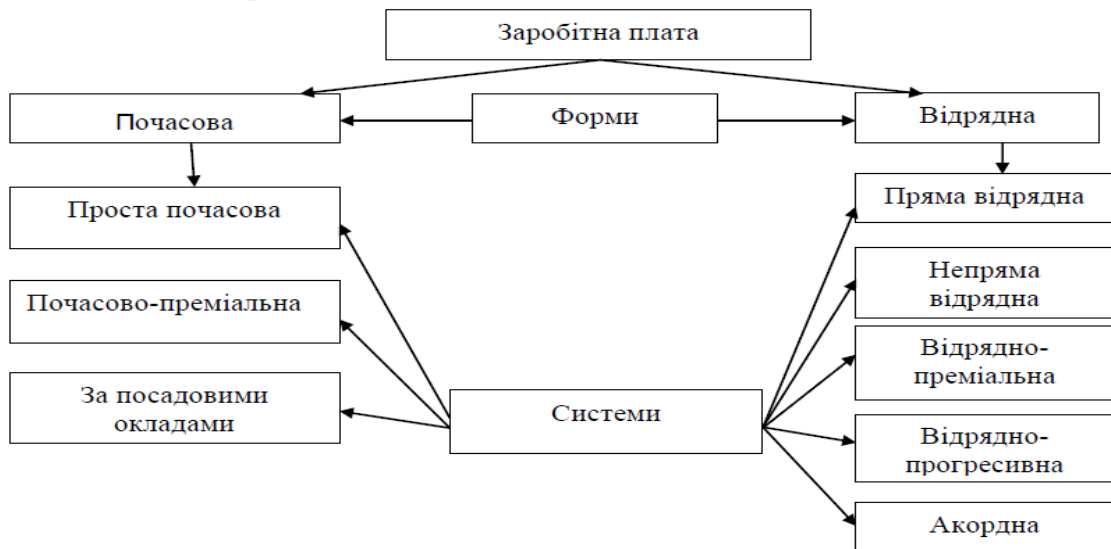 Заробітна плата
Почасова
Форми
Відрядна
Проста почасова
Пряма відрядна
Непряма
відрядна
Почасово-преміальна
Відрядно-
преміальна
За посадовими
окладами
Системи
Відрядно-
прогресивна
Акордна